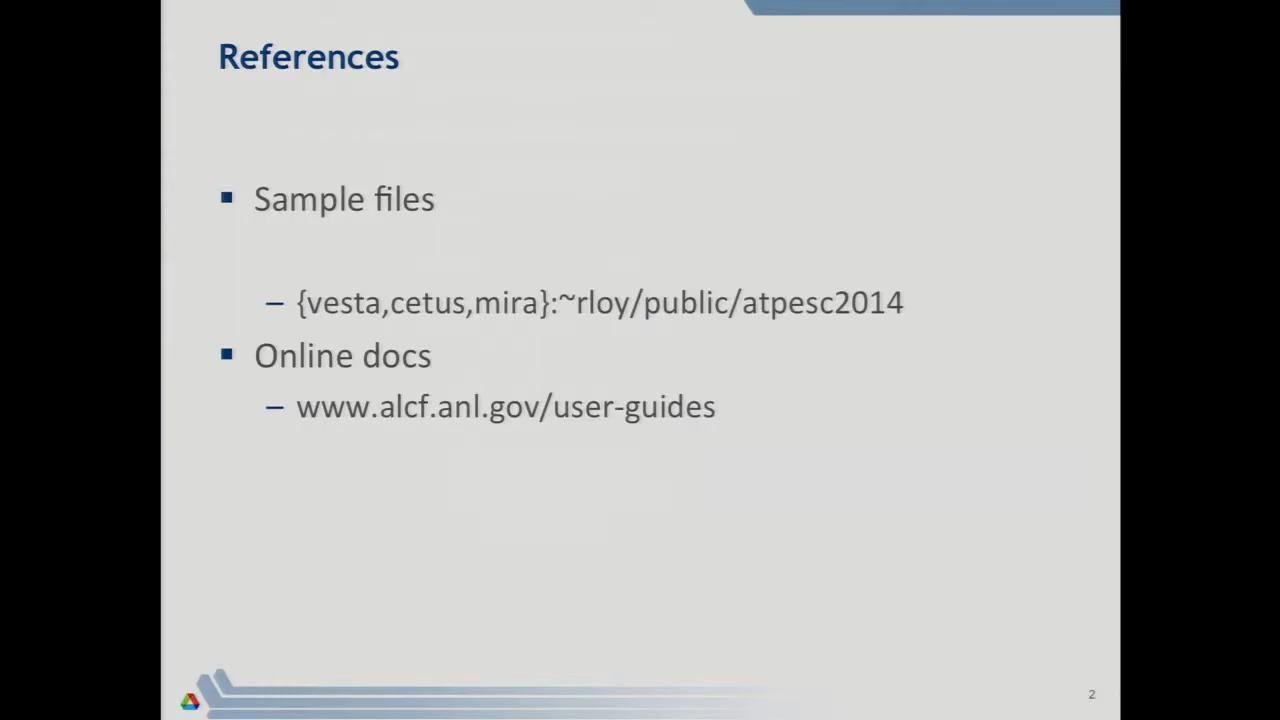 References
▪ Sample files
– {vesta,cetus,mira}:~rloy/public/atpesc2014
▪ Online docs
– www.alcf.anl.gov/user-guides
2